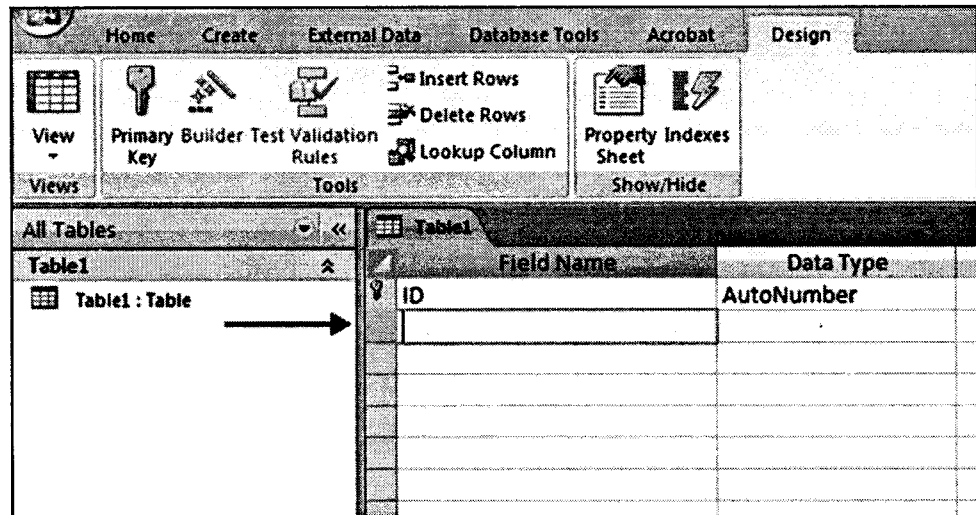 Home Create External Data Database Tools Acrobat Design
View Primary Key Builder Test Validation Rules Insert Rows Delete Rows Lookup Column Property Sheet Indexes
Views Tools Show/Hide
All Tables « Table1
Table1 Field Name Data Type
Table1 : Table ID AutoNumber